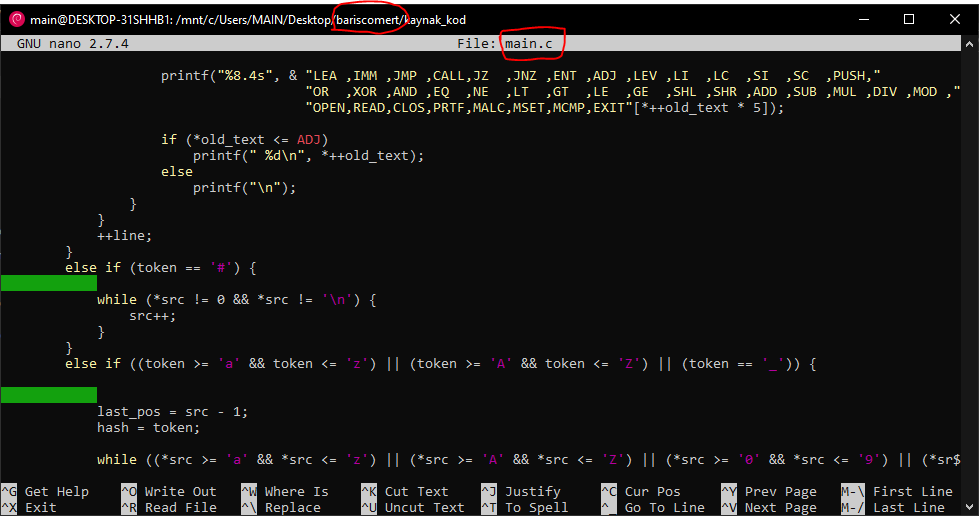 main@DESKTOP-31SHHB1: /mnt/c/Users/MAIN/Desktop/bariscomert/kaynak_kod
GNU nano 2.7.4 File: main.c
printf("%8.4s", & "LEA ,IMM ,JMP ,CALL,JZ  ,JNZ ,ENT ,ADJ ,LEV ,LI  ,LC  ,SI  ,SC  ,PUSH,"
"OR  ,XOR ,AND ,EQ  ,NE  ,LT  ,GT  ,LE  ,GE  ,SHL ,SHR ,ADD ,SUB ,MUL ,DIV ,MOD ,"
"OPEN,READ,CLOS,PRTF,MALC,MSET,MCMP,EXIT"[*++old_text * 5]);
if (*old_text <= ADJ)
printf(" %d\n", *++old_text);
else
printf("\n");
}
}
++line;
}
else if (token == '#') {
while (*src != 0 && *src != '\n') {
src++;
}
}
else if ((token >= 'a' && token <= 'z') || (token >= 'A' && token <= 'Z') || (token == '_')) {
last_pos = src - 1;
hash = token;
while ((*src >= 'a' && *src <= 'z') || (*src >= 'A' && *src <= 'Z') || (*src >= '0' && *src <= '9') || (*sr$
^G Get Help ^O Write Out ^W Where Is ^K Cut Text ^J Justify ^C Cur Pos ^Y Prev Page M-\ First Line
^X Exit ^R Read File ^\ Replace ^U Uncut Text ^T To Spell ^_ Go To Line ^V Next Page M-/ Last Line